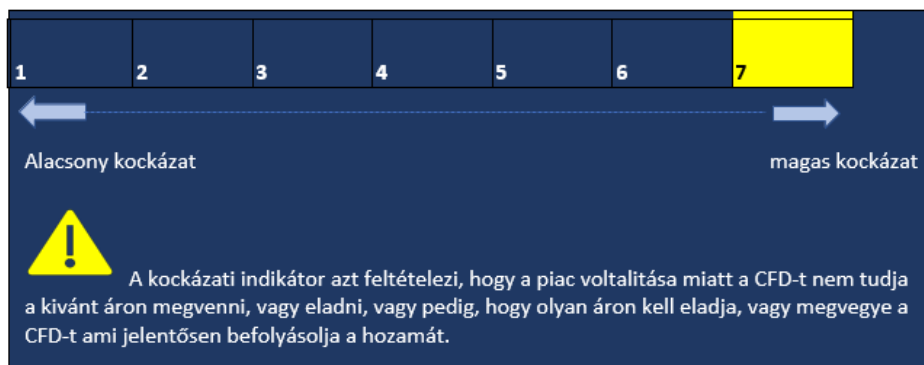 1 2 3 4 5 6 7
Alacsony kockázat magas kockázat
A kockázati indikátor azt feltételezi, hogy a piac voltalitása miatt a CFD-t nem tudja
a kivánt áron megvenni, vagy eladni, vagy pedig, hogy olyan áron kell eladja, vagy megvegye a
CFD-t ami jelentősen befolyásolja a hozamát.